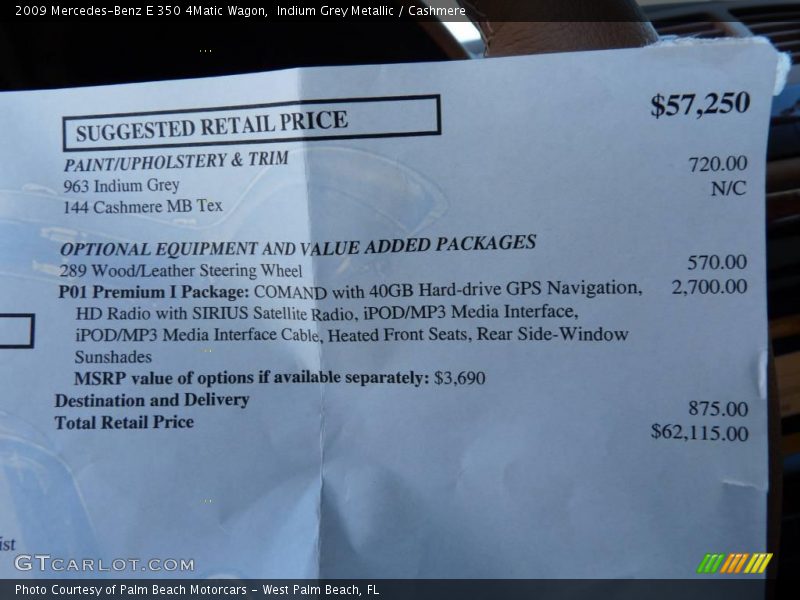 2009 Mercedes-Benz E 350 4Matic Wagon,  Indium Grey Metallic / Cashmere
SUGGESTED RETAIL PRICE $57,250
PAINT/UPHOLSTERY & TRIM
963 Indium Grey 720.00
144 Cashmere MB Tex N/C
OPTIONAL EQUIPMENT AND VALUE ADDED PACKAGES
289 Wood/Leather Steering Wheel 570.00
P01 Premium I Package: COMAND with 40GB Hard-drive GPS Navigation, 2,700.00
HD Radio with SIRIUS Satellite Radio, iPOD/MP3 Media Interface,
iPOD/MP3 Media Interface Cable, Heated Front Seats, Rear Side-Window
Sunshades
MSRP value of options if available separately: $3,690
Destination and Delivery 875.00
Total Retail Price $62,115.00
ist
GTCARLOT.COM
Photo Courtesy of Palm Beach Motorcars - West Palm Beach, FL